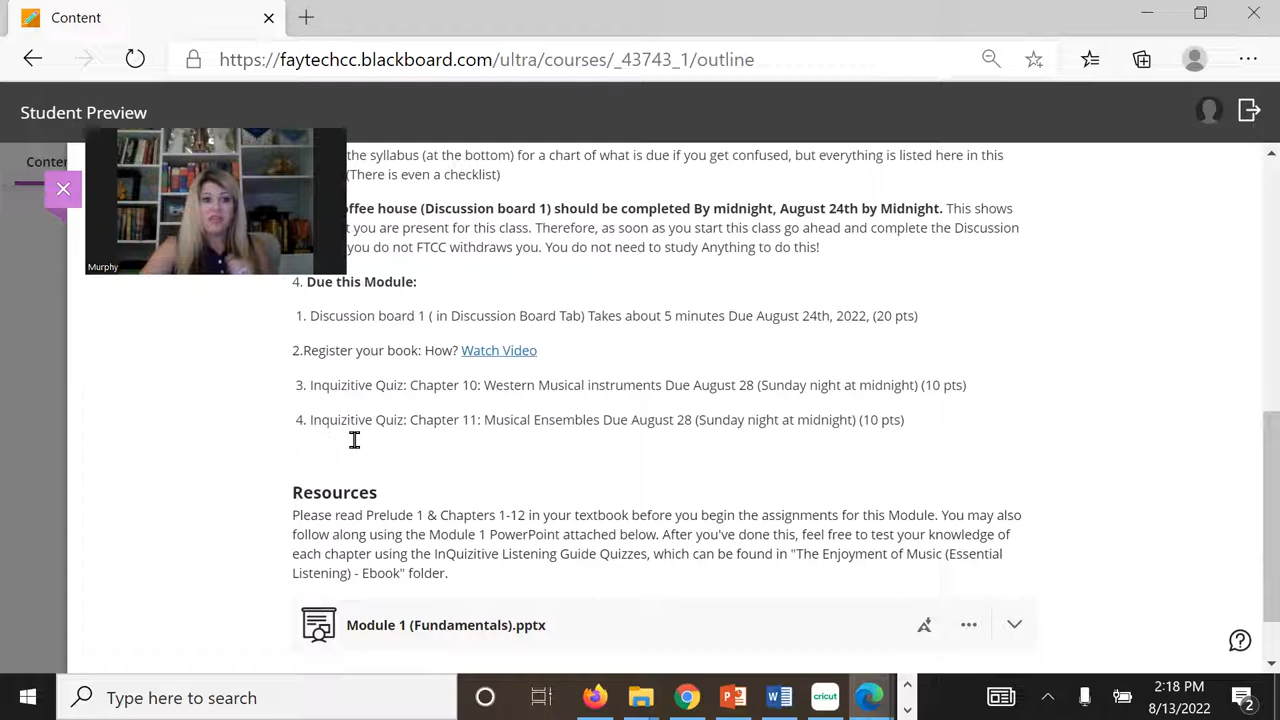 Content
https://faytechcc.blackboard.com/ultra/courses/_43743_1/outline
Student Preview
the syllabus (at the bottom) for a chart of what is due if you get confused, but everything is listed here in this
(There is even a checklist)
offee house (Discussion board 1) should be completed By midnight, August 24th by Midnight. This shows
t you are present for this class. Therefore, as soon as you start this class go ahead and complete the Discussion
you do not FTCC withdraws you. You do not need to study Anything to do this!
Murphy
4. Due this Module:
1. Discussion board 1 ( in Discussion Board Tab) Takes about 5 minutes Due August 24th, 2022, (20 pts)
2.Register your book: How? Watch Video
3. Inquizitive Quiz: Chapter 10: Western Musical instruments Due August 28 (Sunday night at midnight) (10 pts)
4. Inquizitive Quiz: Chapter 11: Musical Ensembles Due August 28 (Sunday night at midnight) (10 pts)
Resources
Please read Prelude 1 & Chapters 1-12 in your textbook before you begin the assignments for this Module. You may also
follow along using the Module 1 PowerPoint attached below. After you've done this, feel free to test your knowledge of
each chapter using the InQuizitive Listening Guide Quizzes, which can be found in "The Enjoyment of Music (Essential
Listening) - Ebook" folder.
Module 1 (Fundamentals).pptx
Type here to search
cricut
2:18 PM
8/13/2022
2